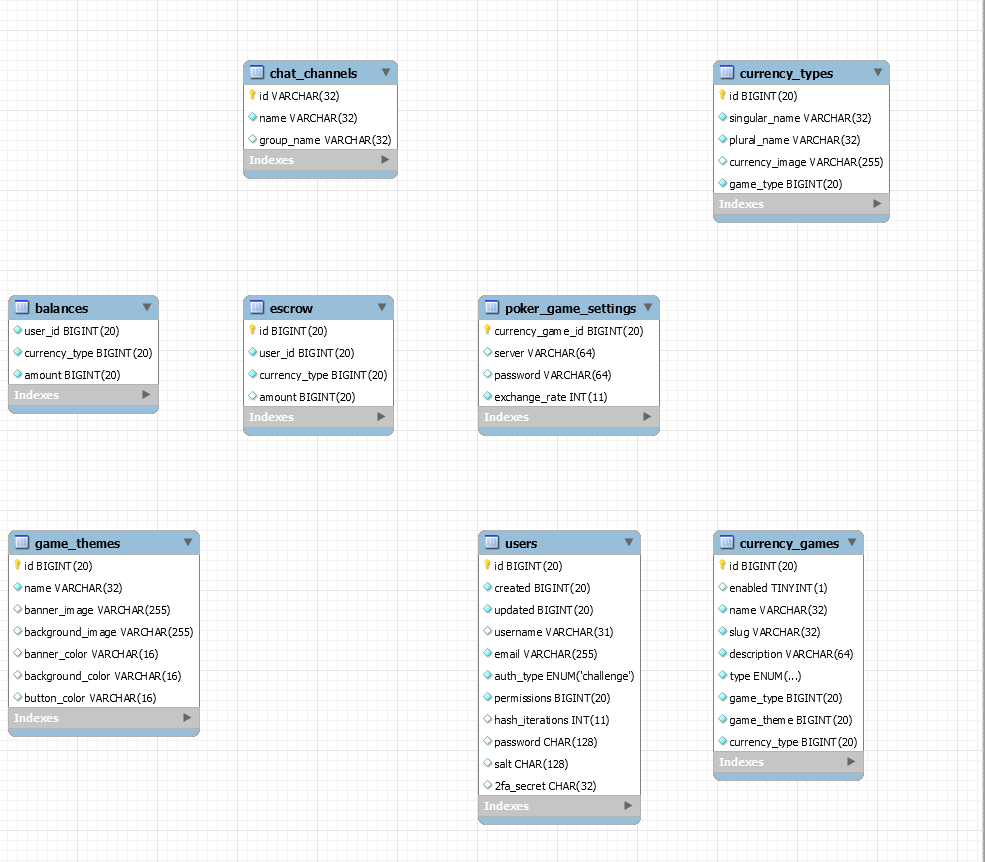 chat_channels
id VARCHAR(32)
name VARCHAR(32)
group_name VARCHAR(32)
Indexes
currency_types
id BIGINT(20)
singular_name VARCHAR(32)
plural_name VARCHAR(32)
currency_image VARCHAR(255)
game_type BIGINT(20)
Indexes
balances
user_id BIGINT(20)
currency_type BIGINT(20)
amount BIGINT(20)
Indexes
escrow
id BIGINT(20)
user_id BIGINT(20)
currency_type BIGINT(20)
amount BIGINT(20)
Indexes
poker_game_settings
currency_game_id BIGINT(20)
server VARCHAR(64)
password VARCHAR(64)
exchange_rate INT(11)
Indexes
game_themes
id BIGINT(20)
name VARCHAR(32)
banner_image VARCHAR(255)
background_image VARCHAR(255)
banner_color VARCHAR(16)
background_color VARCHAR(16)
button_color VARCHAR(16)
Indexes
users
id BIGINT(20)
created BIGINT(20)
updated BIGINT(20)
username VARCHAR(31)
email VARCHAR(255)
auth_type ENUM('challenge')
permissions BIGINT(20)
hash_iterations INT(11)
password CHAR(128)
salt CHAR(128)
2fa_secret CHAR(32)
Indexes
currency_games
id BIGINT(20)
enabled TINYINT(1)
name VARCHAR(32)
slug VARCHAR(32)
description VARCHAR(64)
type ENUM(...)
game_type BIGINT(20)
game_theme BIGINT(20)
currency_type BIGINT(20)
Indexes